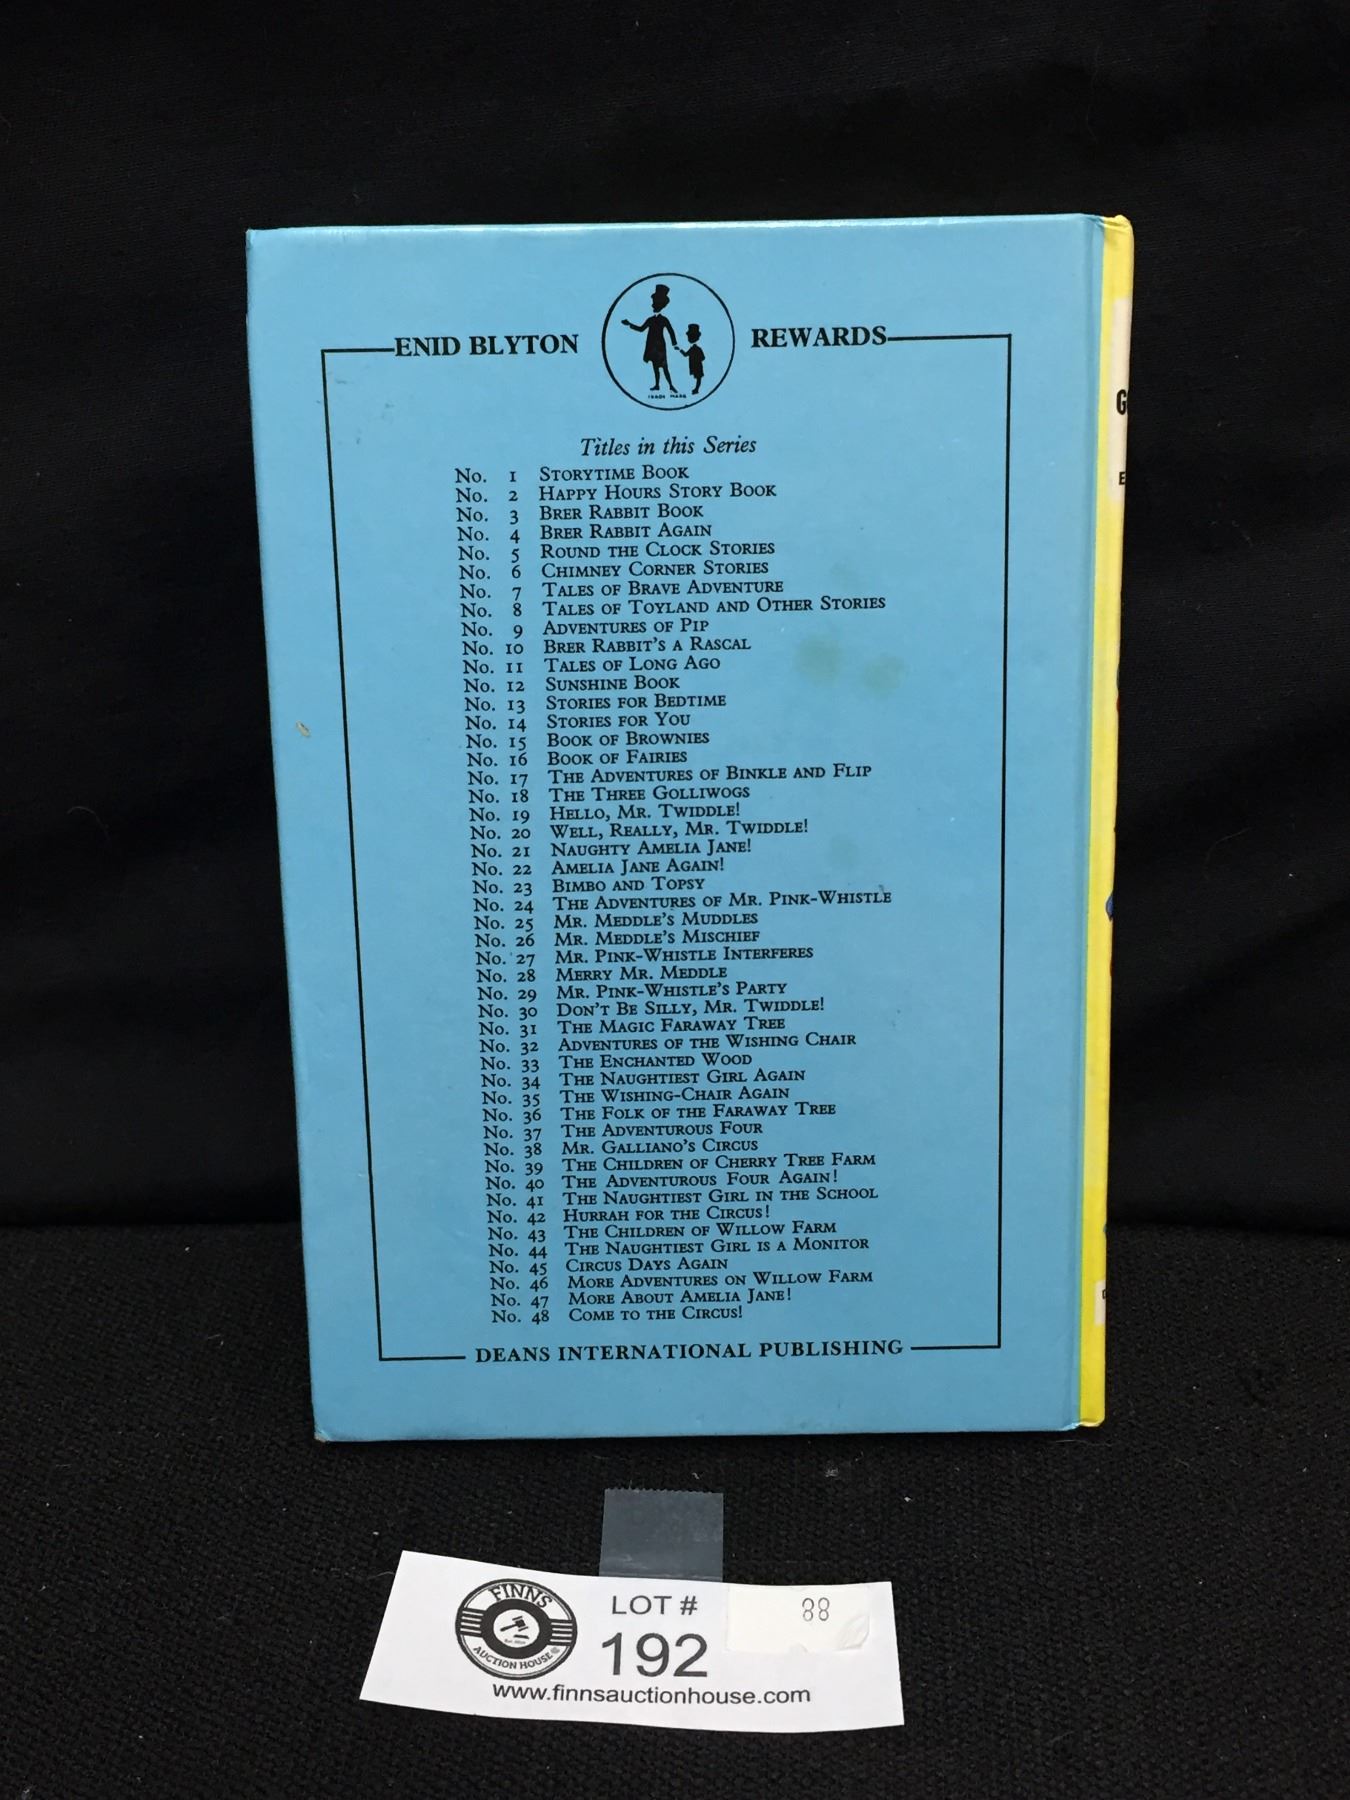 ENID BLYTON REWARDS
TRADE MARK
Titles in this Series
No. 1 STORYTIME BOOK
No. 2 HAPPY HOURS STORY BOOK
No. 3 BRER RABBIT BOOK
No. 4 BRER RABBIT AGAIN
No. 5 ROUND THE CLOCK STORIES
No. 6 CHIMNEY CORNER STORIES
No. 7 TALES OF BRAVE ADVENTURE
No. 8 TALES OF TOYLAND AND OTHER STORIES
No. 9 ADVENTURES OF PIP
No. 10 BRER RABBIT'S A RASCAL
No. 11 TALES OF LONG AGO
No. 12 SUNSHINE BOOK
No. 13 STORIES FOR BEDTIME
No. 14 STORIES FOR YOU
No. 15 BOOK OF BROWNIES
No. 16 BOOK OF FAIRIES
No. 17 THE ADVENTURES OF BINKLE AND FLIP
No. 18 THE THREE GOLLIWOGS
No. 19 HELLO, MR. TWIDDLE!
No. 20 WELL, REALLY, MR. TWIDDLE!
No. 21 NAUGHTY AMELIA JANE!
No. 22 AMELIA JANE AGAIN!
No. 23 BIMBO AND TOPSY
No. 24 THE ADVENTURES OF MR. PINK-WHISTLE
No. 25 MR. MEDDLE'S MUDDLES
No. 26 MR. MEDDLE'S MISCHIEF
No. 27 MR. PINK-WHISTLE INTERFERES
No. 28 MERRY MR. MEDDLE
No. 29 MR. PINK-WHISTLE'S PARTY
No. 30 DON'T BE SILLY, MR. TWIDDLE!
No. 31 THE MAGIC FARAWAY TREE
No. 32 ADVENTURES OF THE WISHING CHAIR
No. 33 THE ENCHANTED WOOD
No. 34 THE NAUGHTIEST GIRL AGAIN
No. 35 THE WISHING-CHAIR AGAIN
No. 36 THE FOLK OF THE FARAWAY TREE
No. 37 THE ADVENTUROUS FOUR
No. 38 MR. GALLIANO'S CIRCUS
No. 39 THE CHILDREN OF CHERRY TREE FARM
No. 40 THE ADVENTUROUS FOUR AGAIN!
No. 41 THE NAUGHTIEST GIRL IN THE SCHOOL
No. 42 HURRAH FOR THE CIRCUS!
No. 43 THE CHILDREN OF WILLOW FARM
No. 44 THE NAUGHTIEST GIRL IS A MONITOR
No. 45 CIRCUS DAYS AGAIN
No. 46 MORE ADVENTURES ON WILLOW FARM
No. 47 MORE ABOUT AMELIA JANE!
No. 48 COME TO THE CIRCUS!
DEANS INTERNATIONAL PUBLISHING
G
E
FINNS
AUCTION HOUSE
LOT #
192
88
www.finnsauctionhouse.com